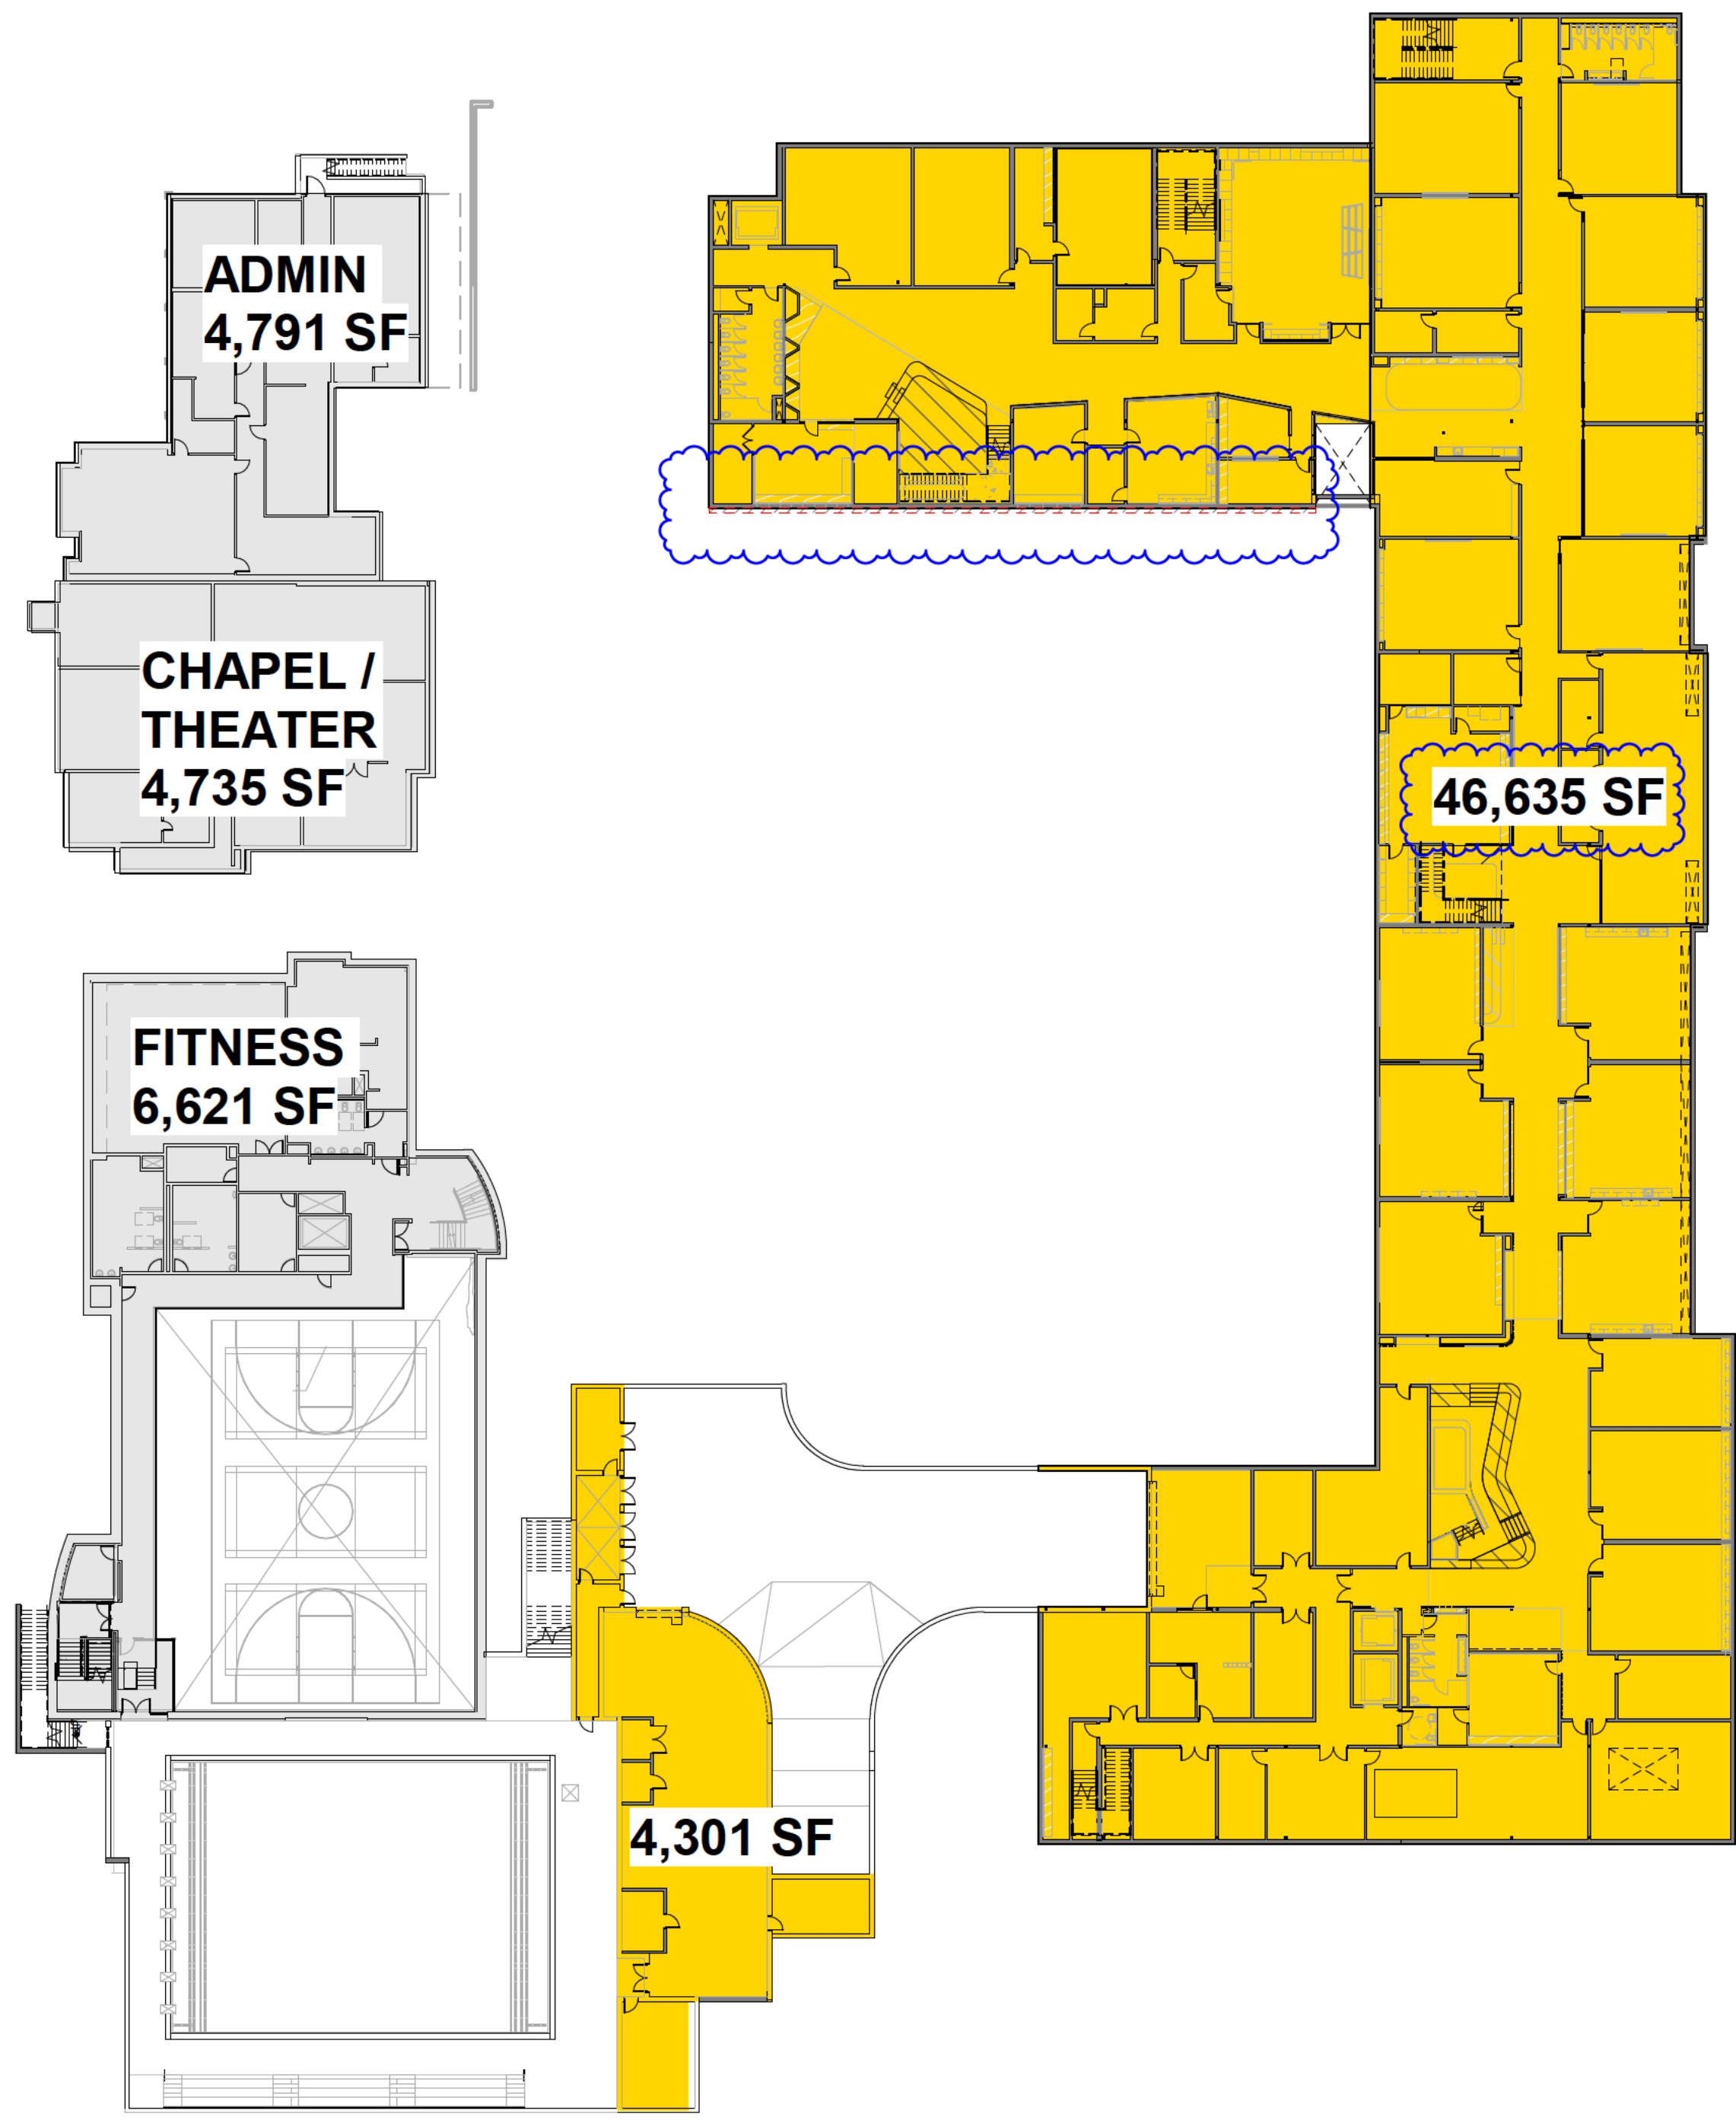 ADMIN
4,791 SF
CHAPEL /
THEATER
4,735 SF
46,635 SF
FITNESS
6,621 SF
4,301 SF